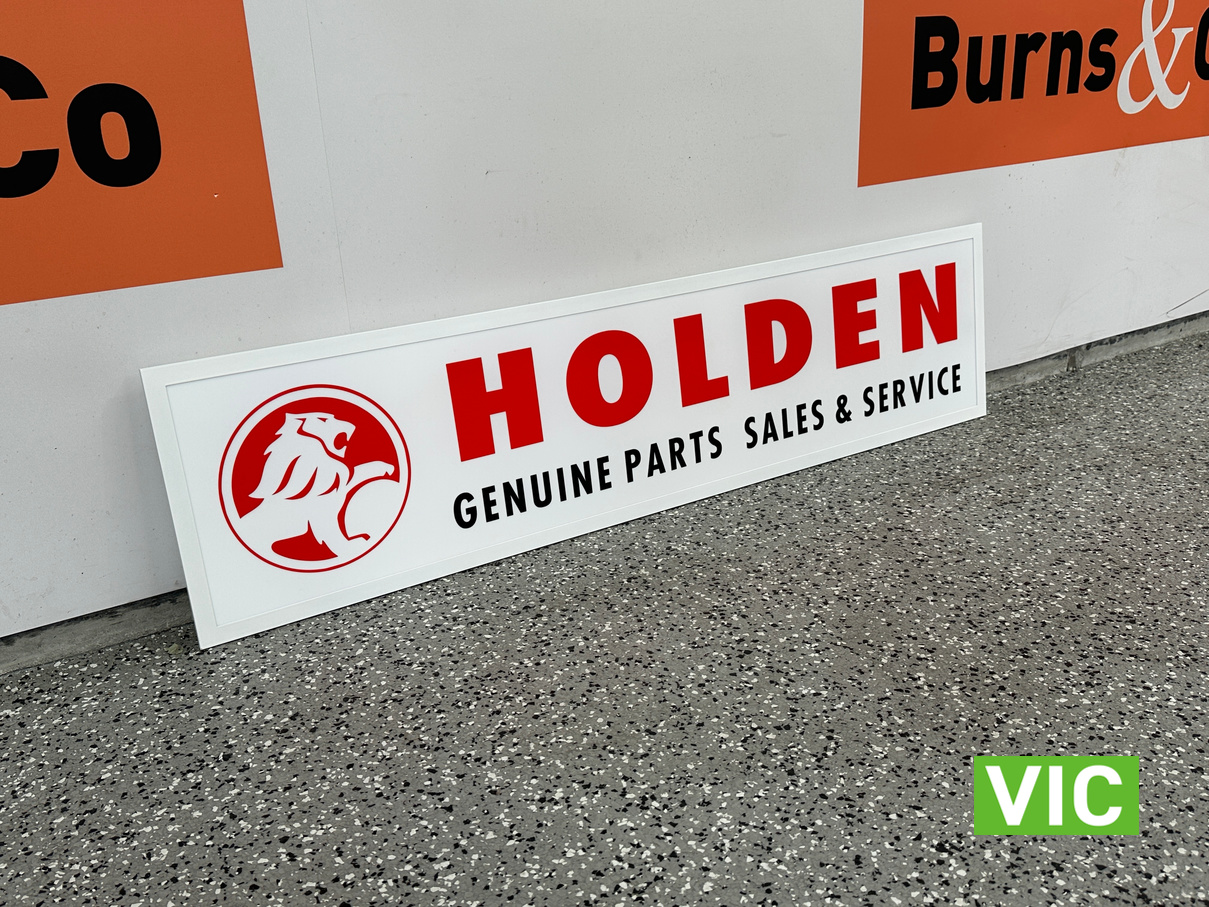 Co
Burns&
HOLDEN
GENUINE PARTS SALES & SERVICE
VIC